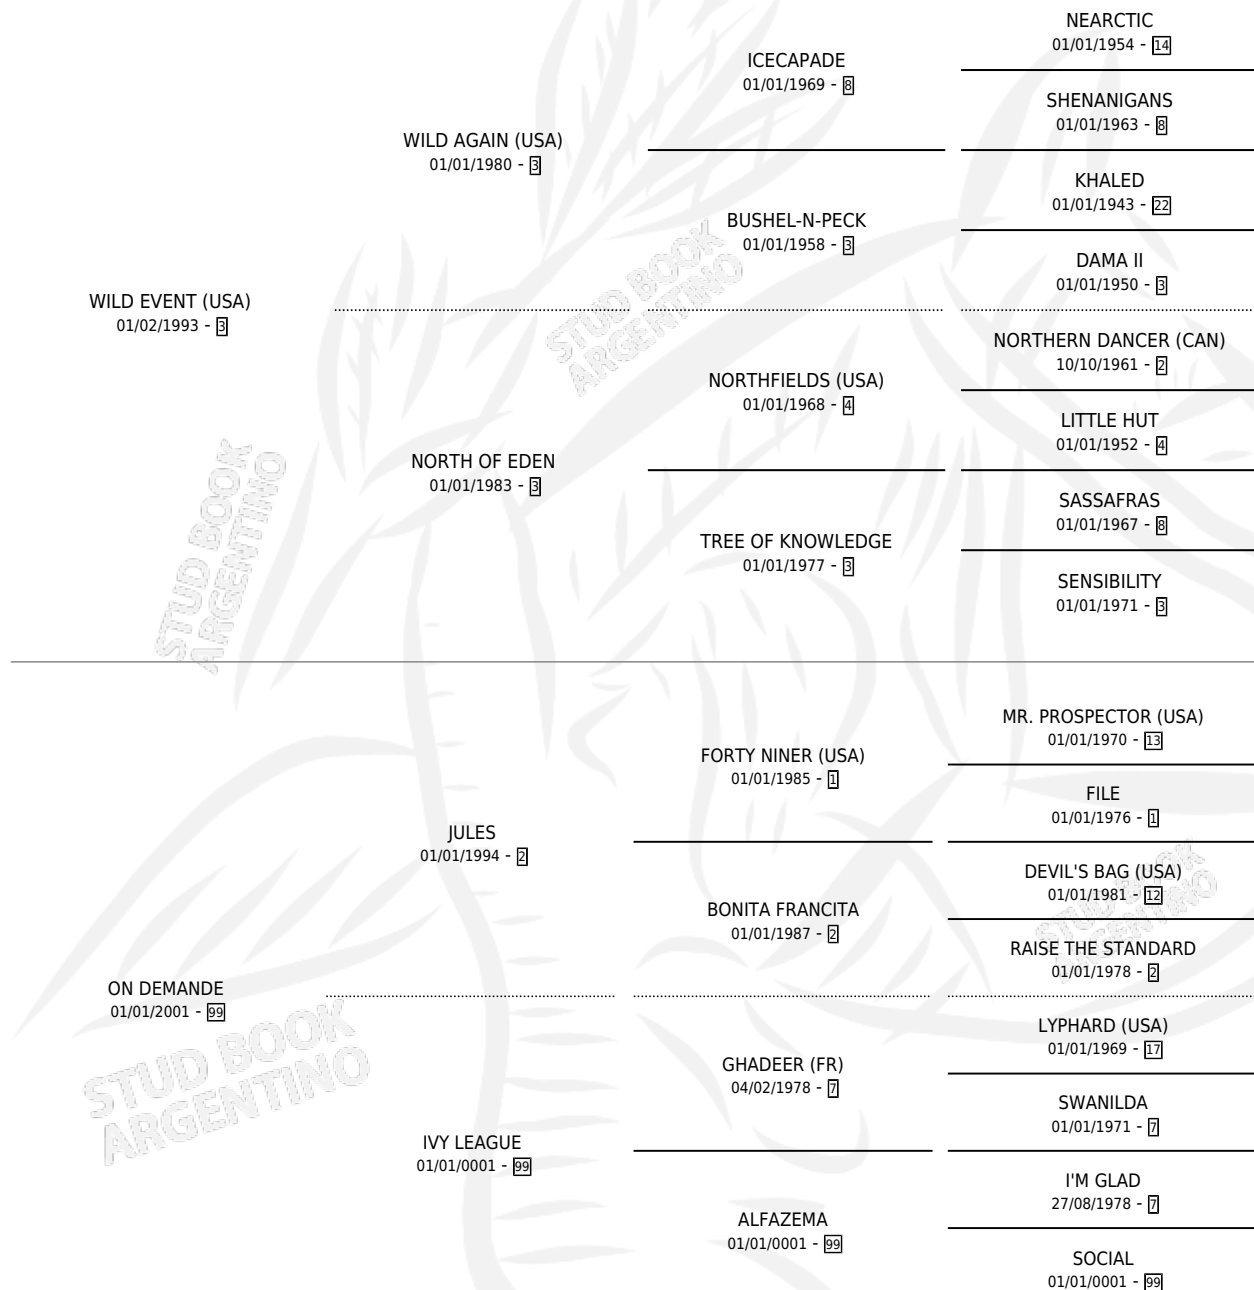 NEARCTIC
01/01/1954 - 14
ICECAPADE
01/01/1969 - 8
SHENANIGANS
01/01/1963 - 8
WILD AGAIN (USA)
01/01/1980 - 3
KHALED
01/01/1943 - 22
BUSHEL-N-PECK
01/01/1958 - 3
DAMA II
01/01/1950 - 3
WILD EVENT (USA)
01/02/1993 - 3
NORTHERN DANCER (CAN)
10/10/1961 - 2
NORTHFIELDS (USA)
01/01/1968 - 4
LITTLE HUT
01/01/1952 - 4
NORTH OF EDEN
01/01/1983 - 3
SASSAFRAS
01/01/1967 - 8
TREE OF KNOWLEDGE
01/01/1977 - 3
SENSIBILITY
01/01/1971 - 3
MR. PROSPECTOR (USA)
01/01/1970 - 13
FORTY NINER (USA)
01/01/1985 - 1
FILE
01/01/1976 - 1
JULES
01/01/1994 - 2
DEVIL'S BAG (USA)
01/01/1981 - 12
BONITA FRANCITA
01/01/1987 - 2
RAISE THE STANDARD
01/01/1978 - 2
ON DEMANDE
01/01/2001 - 99
LYPHARD (USA)
01/01/1969 - 17
GHADEER (FR)
04/02/1978 - 7
SWANILDA
01/01/1971 - 7
IVY LEAGUE
01/01/0001 - 99
I'M GLAD
27/08/1978 - 7
ALFAZEMA
01/01/0001 - 99
SOCIAL
01/01/0001 - 99
STUD BOOK
ARGENTINO
STUD BOOK
ARGENTINO
STUD BOOK
ARGENTINO
STUD BOOK
ARGENTINO